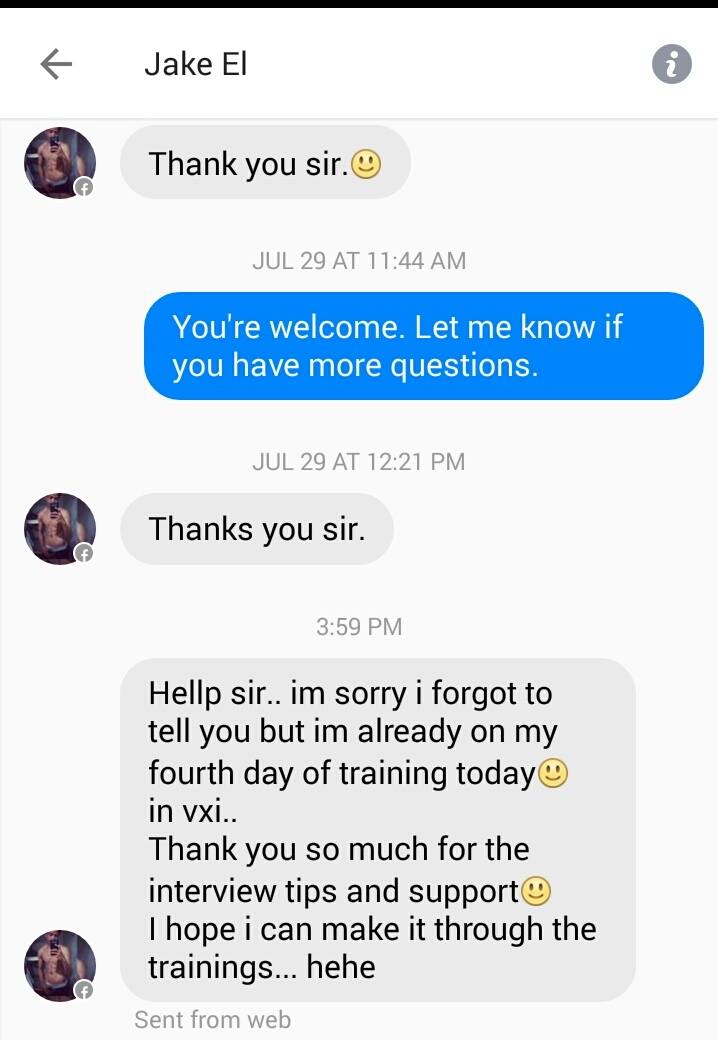 Jake El
Thank you sir.🙂
JUL 29 AT 11:44 AM
You're welcome. Let me know if
you have more questions.
JUL 29 AT 12:21 PM
Thanks you sir.
3:59 PM
Hellp sir.. im sorry i forgot to
tell you but im already on my
fourth day of training today🙂
in vxi..
Thank you so much for the
interview tips and support🙂
I hope i can make it through the
trainings... hehe
Sent from web